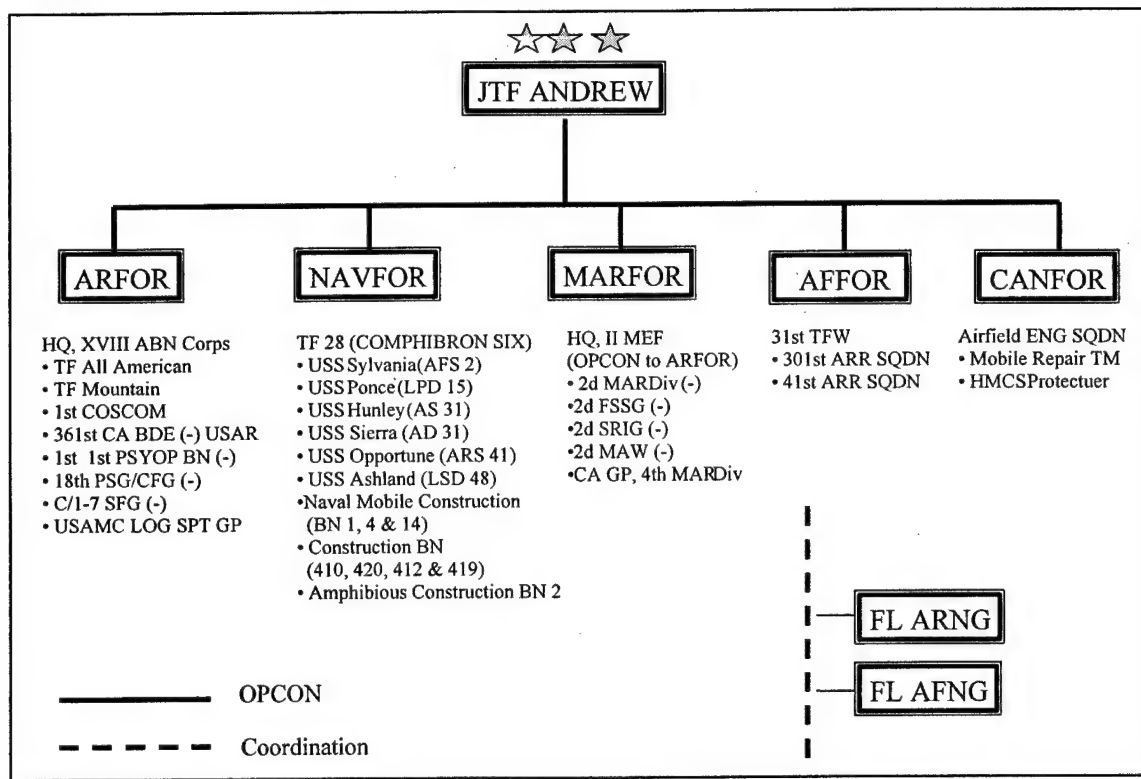 JTF ANDREW
ARFOR
NAVFOR
MARFOR
AFFOR
CANFOR
HQ, XVIII ABN Corps
• TF All American
• TF Mountain
• 1st COSCOM
• 361st CA BDE (-) USAR
• 1st 1st PSYOP BN (-)
• 18th PSG/CFG (-)
• C/1-7 SFG (-)
• USAMC LOG SPT GP
TF 28 (COMPHIBRON SIX)
• USS Sylvania (AFS 2)
• USS Ponce (LPD 15)
• USS Hunley (AS 31)
• USS Sierra (AD 31)
• USS Opportune (ARS 41)
• USS Ashland (LSD 48)
•Naval Mobile Construction
(BN 1, 4 & 14)
• Construction BN
(410, 420, 412 & 419)
• Amphibious Construction BN 2
HQ, II MEF
(OPCON to ARFOR)
• 2d MARDiv (-)
•2d FSSG (-)
•2d SRIG (-)
•2d MAW (-)
•CA GP, 4th MARDiv
31st TFW
• 301st ARR SQDN
• 41st ARR SQDN
Airfield ENG SQDN
• Mobile Repair TM
• HMCSProtectuer
FL ARNG
FL AFNG
OPCON
Coordination